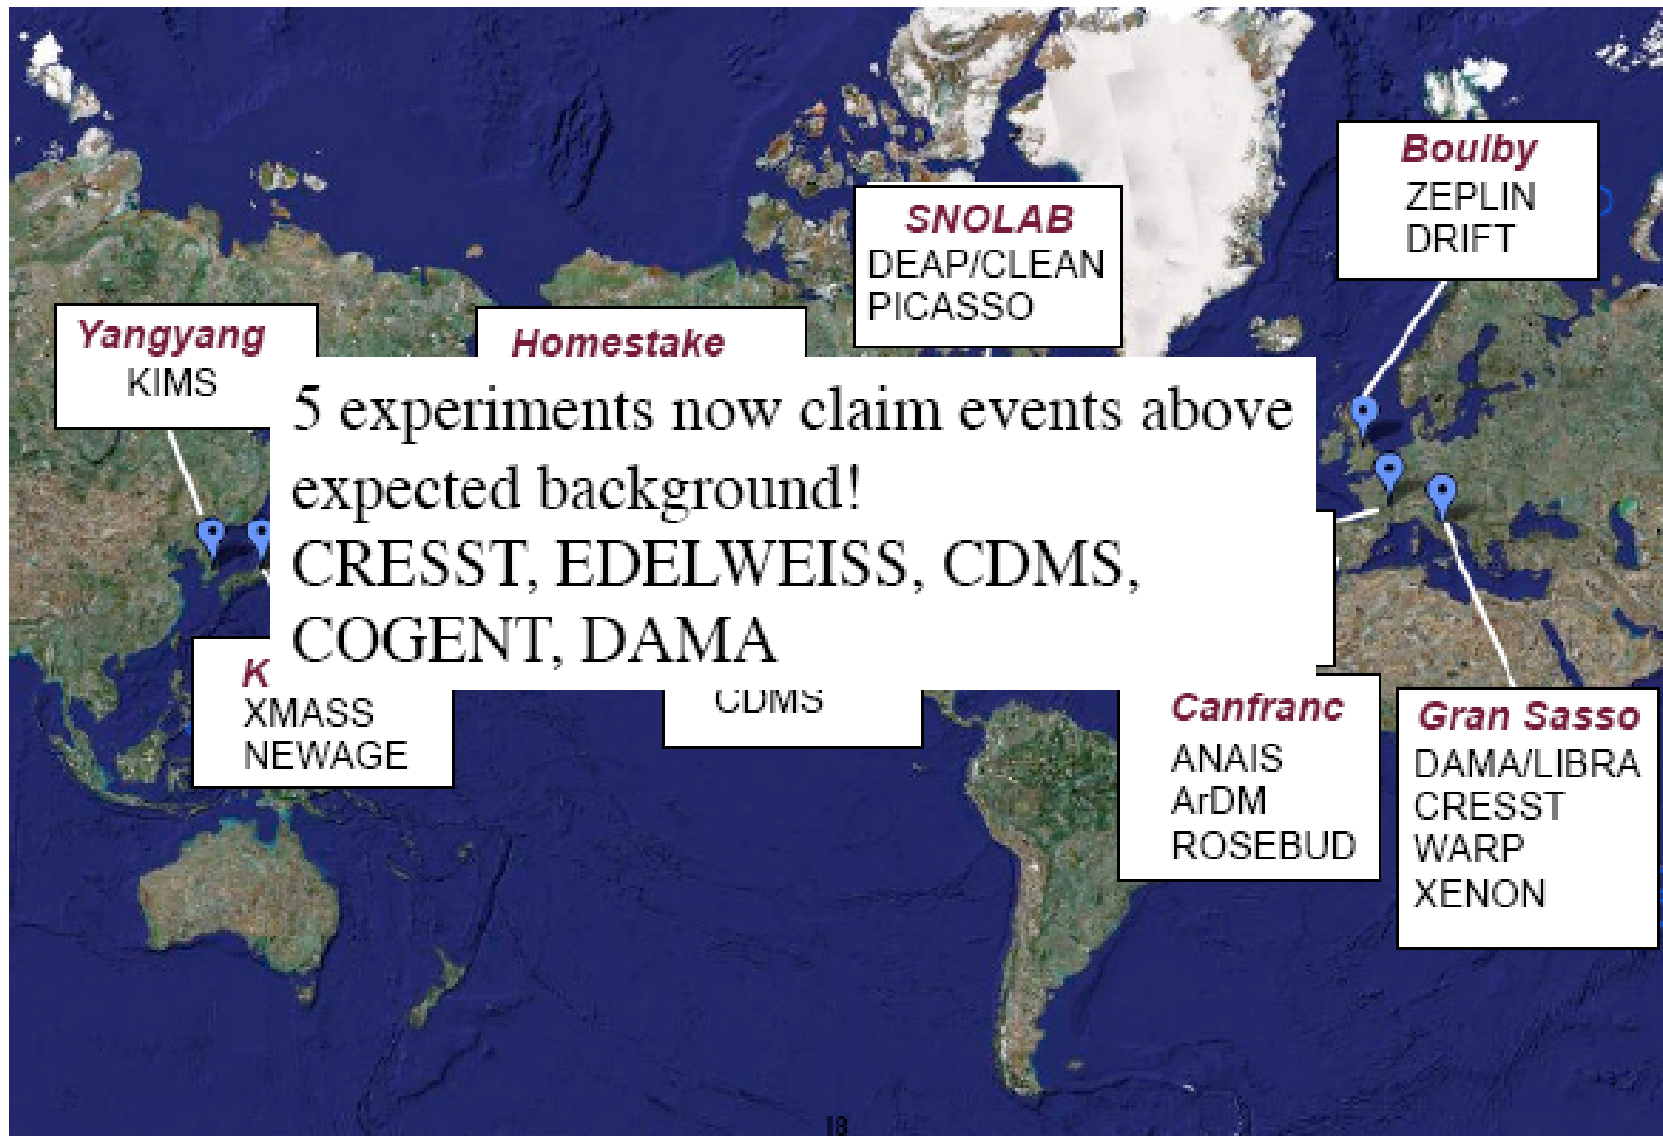 Boulby
ZEPLIN
DRIFT
SNOLAB
DEAP/CLEAN
PICASSO
Yangyang
KIMS
Homestake
5 experiments now claim events above
expected background!
CRESST, EDELWEISS, CDMS,
COGENT, DAMA
K
XMASS
NEWAGE
CDMS
Canfranc
ANAIS
ArDM
ROSEBUD
Gran Sasso
DAMA/LIBRA
CRESST
WARP
XENON
18